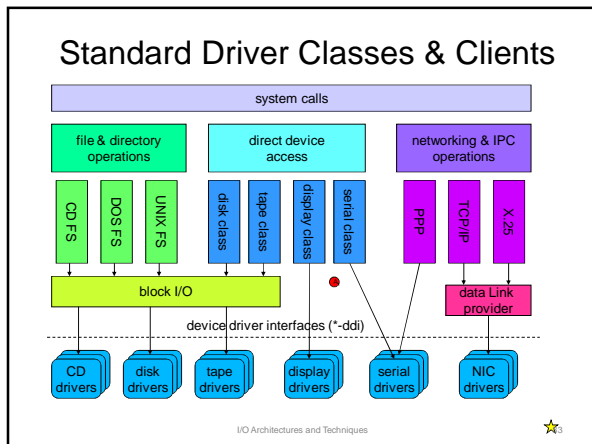 Standard Driver Classes & Clients
system calls
file & directory
operations
direct device
access
networking & IPC
operations
CD FS
DOS FS
UNIX FS
disk class
tape class
display class
serial class
PPP
TCP/IP
X.25
block I/O
data Link
provider
device driver interfaces (*-ddi)
CD
drivers
disk
drivers
tape
drivers
display
drivers
serial
drivers
NIC
drivers
I/O Architectures and Techniques